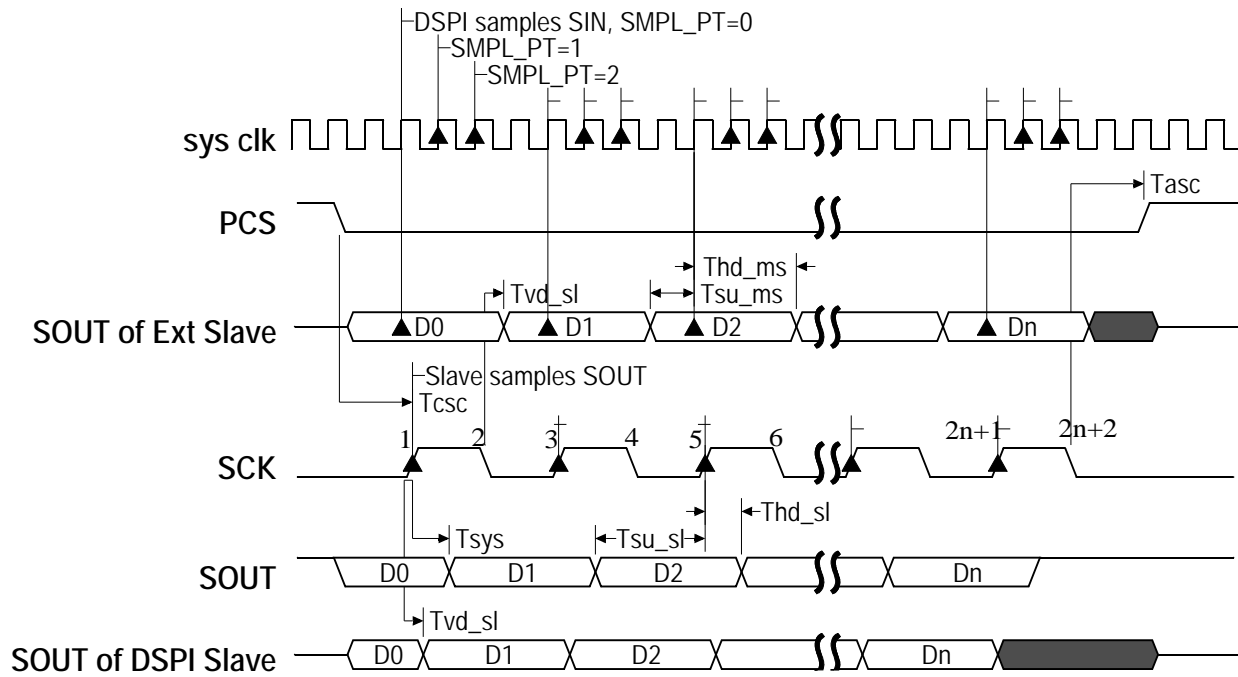 DSPI samples SIN, SMPL_PT=0
SMPL_PT=1
SMPL_PT=2
sys clk
Tasc
PCS
Thd_ms
Tvd_sl
Tsu_ms
SOUT of Ext Slave
D0
D1
D2
Dn
Slave samples SOUT
Tcsc
1
2
3
4
5
6
2n+1
2n+2
SCK
Thd_sl
Tsys
Tsu_sl
SOUT
D0
D1
D2
Dn
Tvd_sl
SOUT of DSPI Slave
D0
D1
D2
Dn